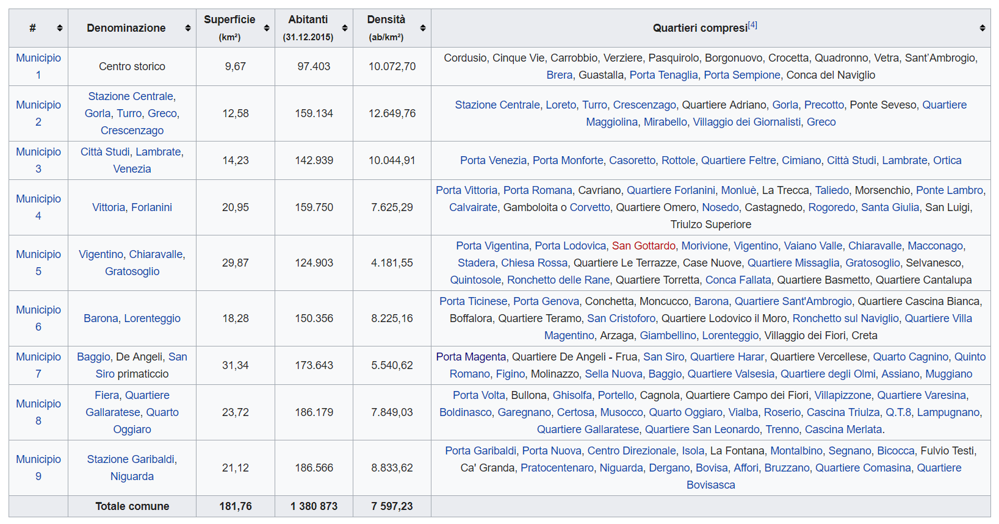 # Denominazione Superficie (km²) Abitanti (31.12.2015) Densità (ab/km²) Quartieri compresi[4]
Municipio 1
Centro storico
9,67
97.403
10.072,70
Cordusio, Cinque Vie, Carrobbio, Verziere, Pasquirolo, Borgonuovo, Crocetta, Quadronno, Vetra, Sant'Ambrogio,
Brera, Guastalla, Porta Tenaglia, Porta Sempione, Conca del Naviglio
Municipio 2
Stazione Centrale,
Gorla, Turro, Greco,
Crescenzago
12,58
159.134
12.649,76
Stazione Centrale, Loreto, Turro, Crescenzago, Quartiere Adriano, Gorla, Precotto, Ponte Seveso, Quartiere
Maggiolina, Mirabello, Villaggio dei Giornalisti, Greco
Municipio 3
Città Studi, Lambrate,
Venezia
14,23
142.939
10.044,91
Porta Venezia, Porta Monforte, Casoretto, Rottole, Quartiere Feltre, Cimiano, Città Studi, Lambrate, Ortica
Municipio 4
Vittoria, Forlanini
20,95
159.750
7.625,29
Porta Vittoria, Porta Romana, Cavriano, Quartiere Forlanini, Monluè, La Trecca, Taliedo, Morsenchio, Ponte Lambro,
Calvairate, Gamboloita o Corvetto, Quartiere Omero, Nosedo, Castagnedo, Rogoredo, Santa Giulia, San Luigi,
Triulzo Superiore
Municipio 5
Vigentino, Chiaravalle,
Gratosoglio
29,87
124.903
4.181,55
Porta Vigentina, Porta Lodovica, San Gottardo, Morivione, Vigentino, Vaiano Valle, Chiaravalle, Macconago,
Stadera, Chiesa Rossa, Quartiere Le Terrazze, Case Nuove, Quartiere Missaglia, Gratosoglio, Selvanesco,
Quintosole, Ronchetto delle Rane, Quartiere Torretta, Conca Fallata, Quartiere Basmetto, Quartiere Cantalupa
Municipio 6
Barona, Lorenteggio
18,28
150.356
8.225,16
Porta Ticinese, Porta Genova, Conchetta, Moncucco, Barona, Quartiere Sant'Ambrogio, Quartiere Cascina Bianca,
Boffalora, Quartiere Teramo, San Cristoforo, Quartiere Lodovico il Moro, Ronchetto sul Naviglio, Quartiere Villa
Magentino, Arzaga, Giambellino, Lorenteggio, Villaggio dei Fiori, Creta
Municipio 7
Baggio, De Angeli, San
Siro primaticcio
31,34
173.643
5.540,62
Porta Magenta, Quartiere De Angeli - Frua, San Siro, Quartiere Harar, Quartiere Vercellese, Quarto Cagnino, Quinto
Romano, Figino, Molinazzo, Sella Nuova, Baggio, Quartiere Valsesia, Quartiere degli Olmi, Assiano, Muggiano
Municipio 8
Fiera, Quartiere
Gallaratese, Quarto
Oggiaro
23,72
186.179
7.849,03
Porta Volta, Bullona, Ghisolfa, Portello, Cagnola, Quartiere Campo dei Fiori, Villapizzone, Quartiere Varesina,
Boldinasco, Garegnano, Certosa, Musocco, Quarto Oggiaro, Vialba, Roserio, Cascina Triulza, Q.T.8, Lampugnano,
Quartiere Gallaratese, Quartiere San Leonardo, Trenno, Cascina Merlata.
Municipio 9
Stazione Garibaldi,
Niguarda
21,12
186.566
8.833,62
Porta Garibaldi, Porta Nuova, Centro Direzionale, Isola, La Fontana, Montalbino, Segnano, Bicocca, Fulvio Testi,
Ca' Granda, Pratocentenaro, Niguarda, Dergano, Bovisa, Affori, Bruzzano, Quartiere Comasina, Quartiere
Bovisasca
Totale comune 181,76 1 380 873 7 597,23